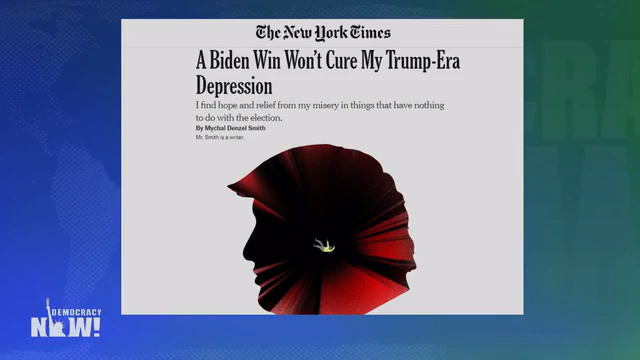 The New York Times
A Biden Win Won't Cure My Trump-Era
Depression
I find hope and relief from my misery in things that have nothing
to do with the election.
By Mychal Denzel Smith
Mr. Smith is a writer.
DEMOCRACY
NOW!